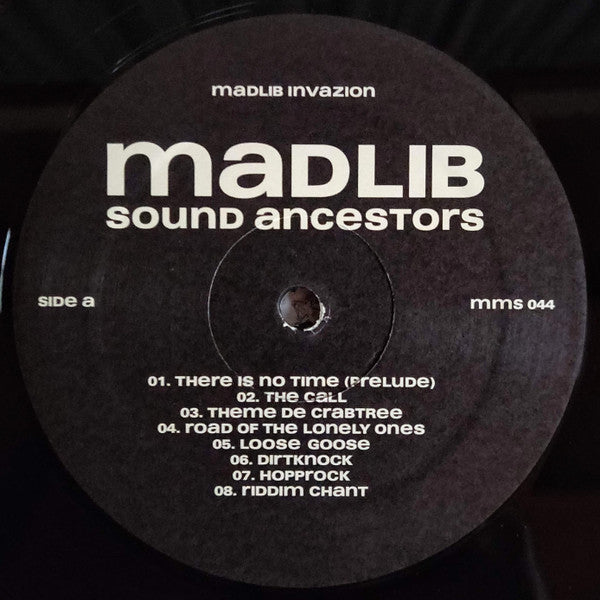 maDLIB INVAZION
maDLIB
SOUND ANCESTORS
SIDE a
mms 044
01. THERE IS NO TIME (PRELUDE)
02. THE CALL
03. THEME DE CRABTREE
04. ROAD OF THE LONELY ONES
05. LOOSE GOOSE
06. DIRTKNOCK
07. HOPPROCK
08. RIDDIM CHANT